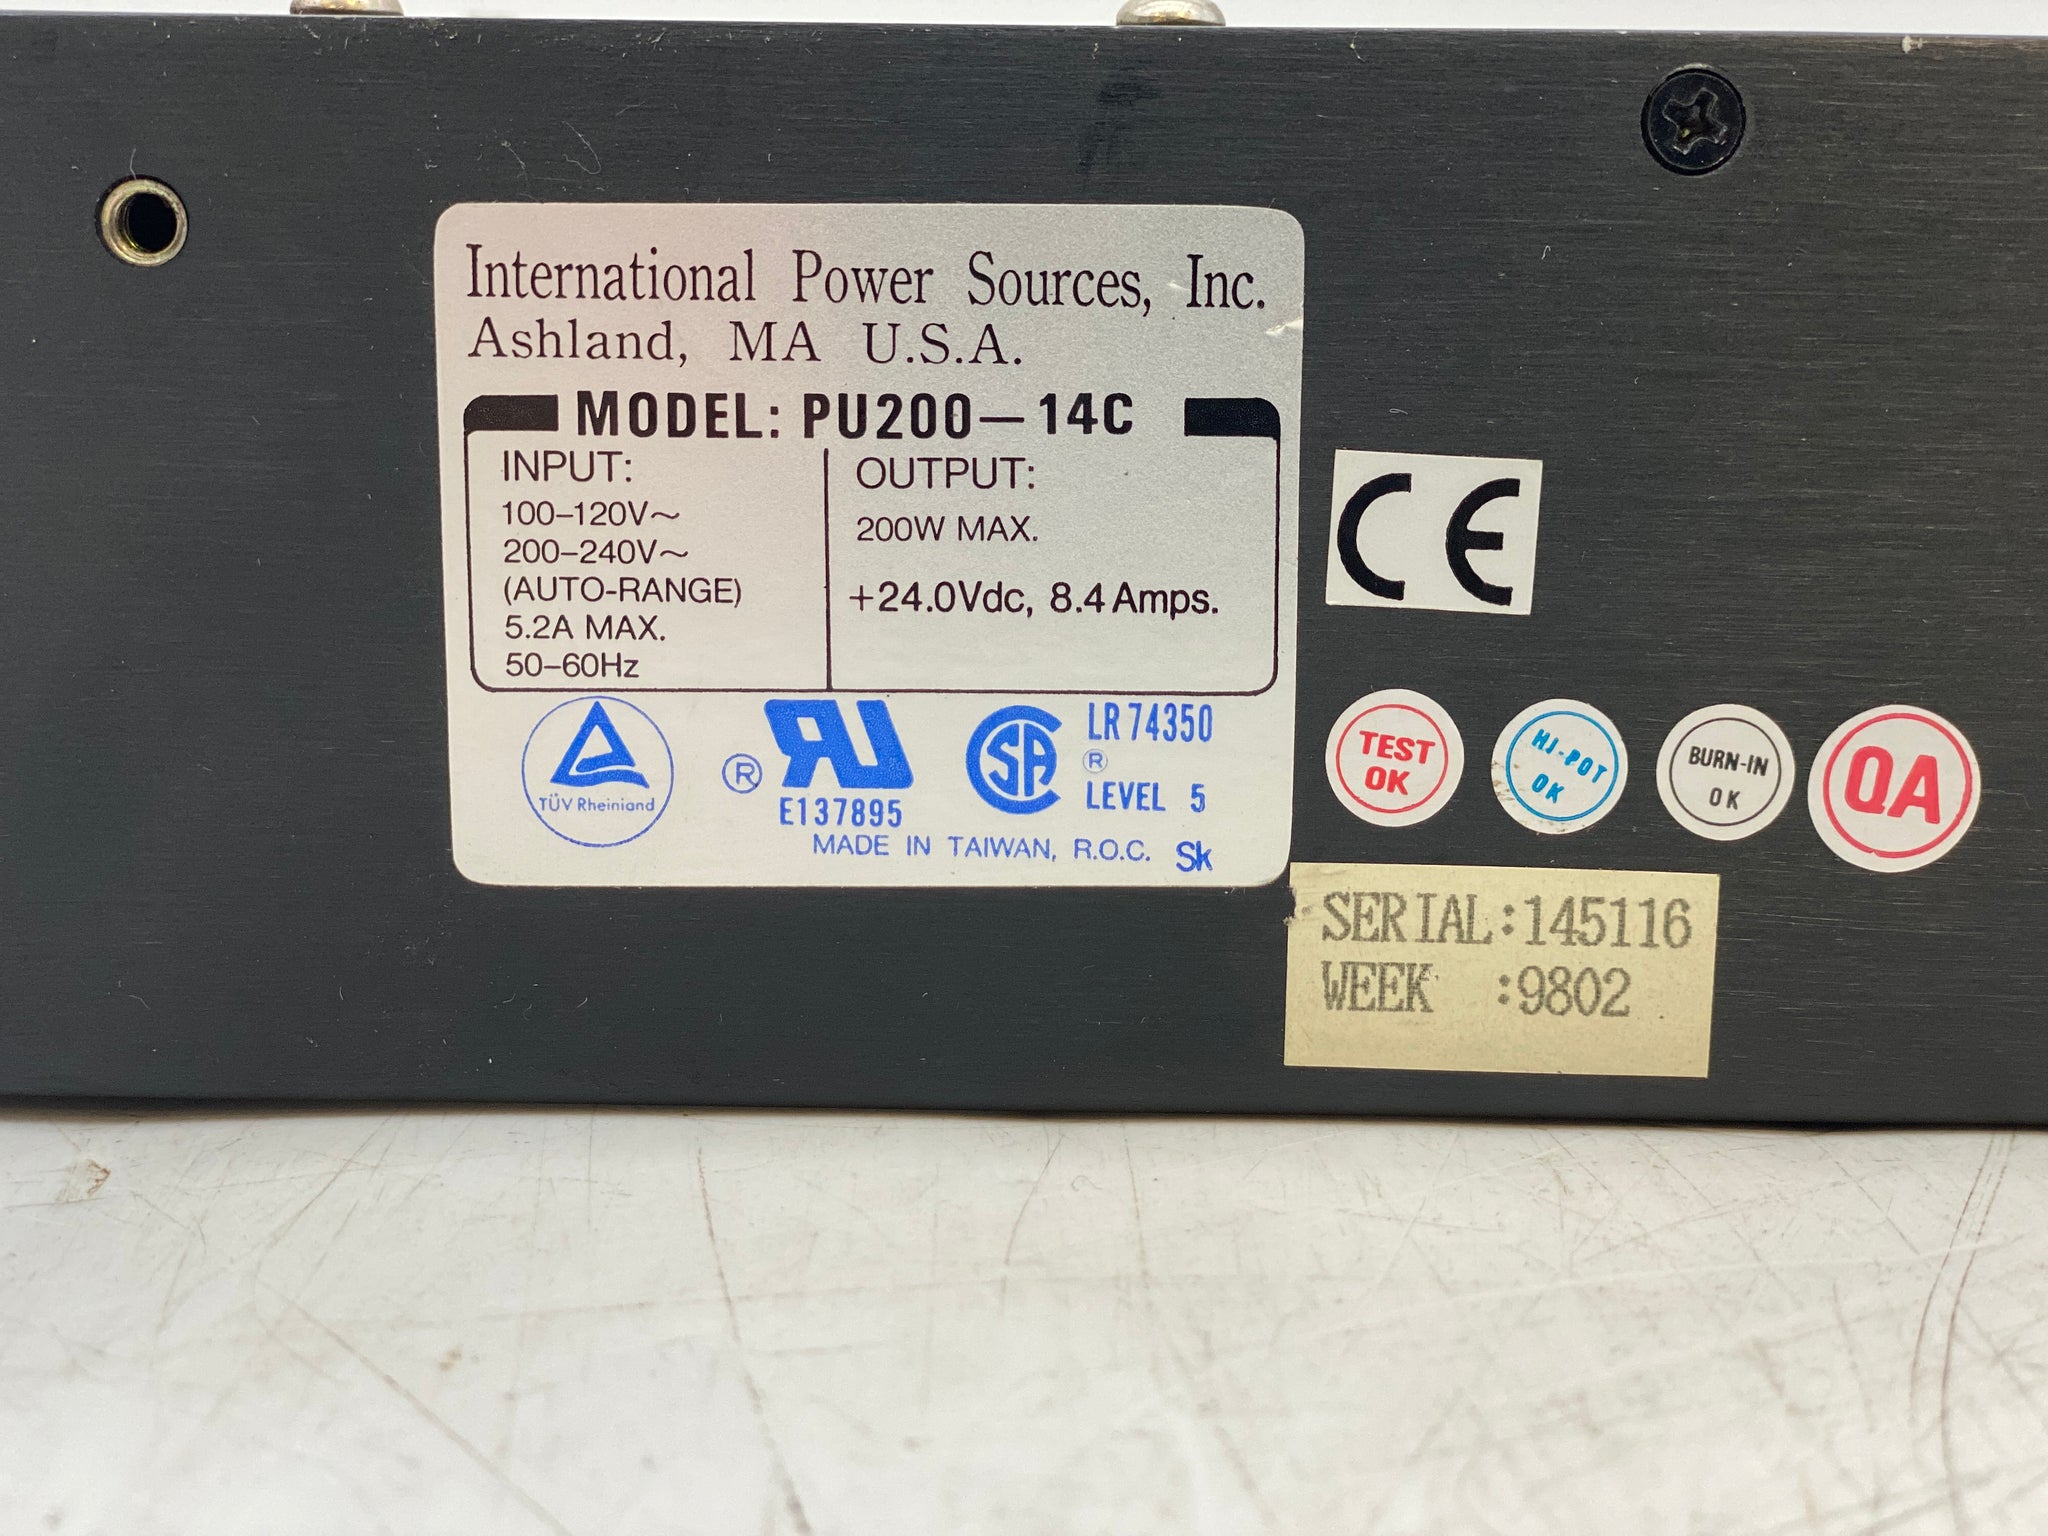 International Power Sources, Inc.
Ashland, MA U.S.A.
MODEL: PU200-14C
INPUT:
100-120V~
200-240V~
(AUTO-RANGE)
5.2A MAX.
50-60Hz
OUTPUT:
200W MAX.
+24.0Vdc, 8.4 Amps.
TÜV Rheinland
®
RU
E137895
CSA
LR 74350
®
LEVEL 5
MADE IN TAIWAN, R.O.C. Sk
CE
TEST
OK
HI-POT
OK
BURN-IN
OK
QA
SERIAL:145116
WEEK :9802